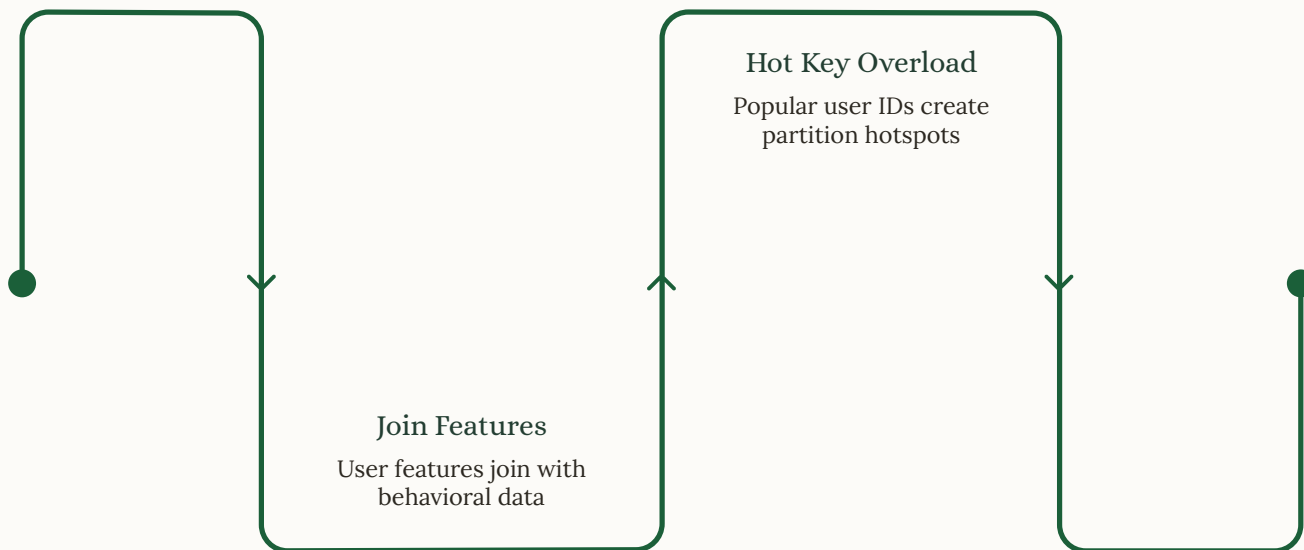 Hot Key Overload
Popular user IDs create
partition hotspots
Join Features
User features join with
behavioral data